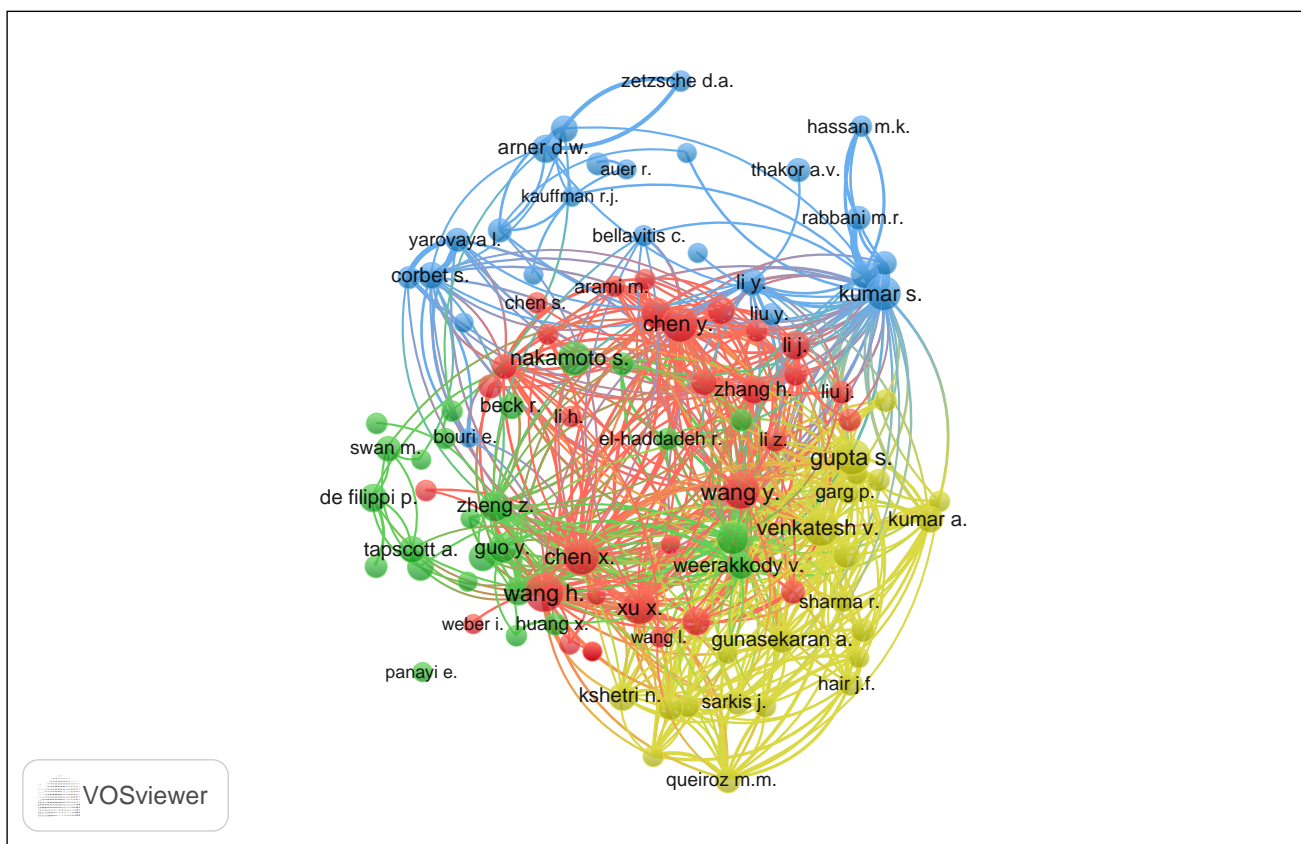 zetzsche d.a.
hassan m.k.
arner d.w.
auer r.
thakor a.v.
kauffman r.j.
rabbani m.r.
yarovaya l.
bellavitis c.
corbet s.
arami m.
li y.
kumar s.
chen s.
liu y.
chen y.
li j.
nakamoto s.
zhang h.
liu j.
beck r.
li h.
bouri e.
el-haddadeh r.
li z.
swan m.
gupta s.
garg p.
de filippi p.
zheng z.
wang y.
kumar a.
venkatesh v.
tapscott a.
guo y.
chen x.
weerakkody v.
wang h.
xu x.
sharma r.
weber i.
huang x.
wang l.
gunasekaran a.
panayi e.
hair j.f.
kshetri n.
sarkis j.
queiroz m.m.
VOSviewer